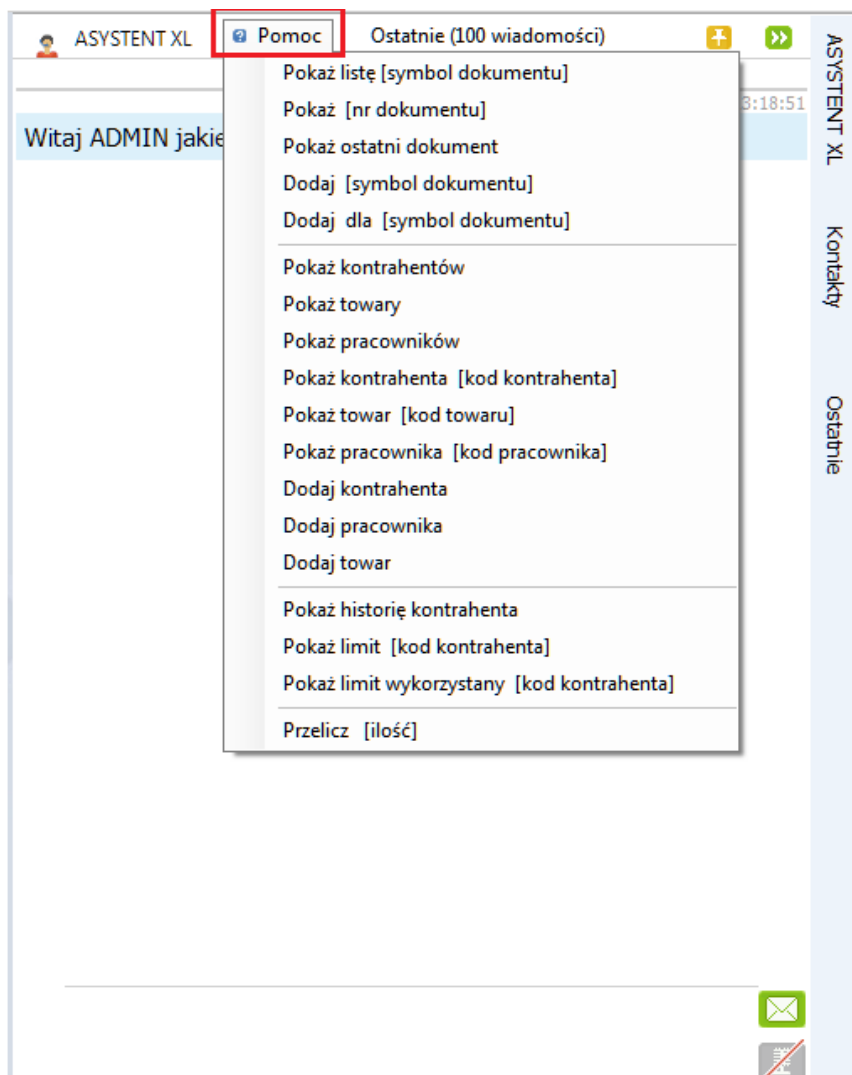 ASYSTENT XL Pomoc Ostatnie (100 wiadomości)
3:18:51
Witaj ADMIN jakie
Pokaż listę [symbol dokumentu]
Pokaż [nr dokumentu]
Pokaż ostatni dokument
Dodaj [symbol dokumentu]
Dodaj dla [symbol dokumentu]
Pokaż kontrahentów
Pokaż towary
Pokaż pracowników
Pokaż kontrahenta [kod kontrahenta]
Pokaż towar [kod towaru]
Pokaż pracownika [kod pracownika]
Dodaj kontrahenta
Dodaj pracownika
Dodaj towar
Pokaż historię kontrahenta
Pokaż limit [kod kontrahenta]
Pokaż limit wykorzystany [kod kontrahenta]
Przelicz [ilość]
ASYSTENT XL
Kontakty
Ostatnie